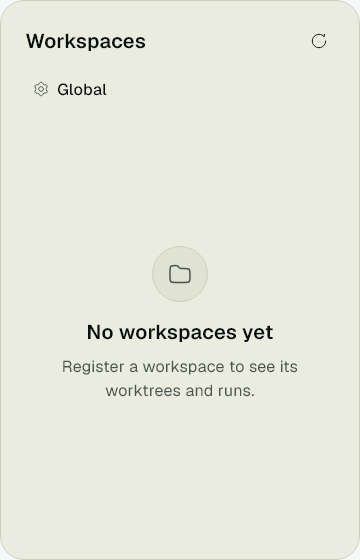 Workspaces
Global
No workspaces yet
Register a workspace to see its
worktrees and runs.